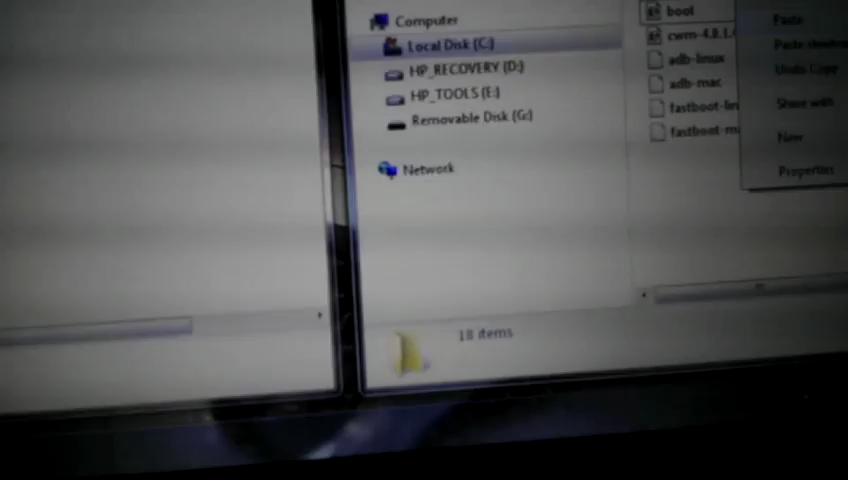 Computer
Local Disk (C:)
HP_RECOVERY (D:)
HP_TOOLS (E:)
Removable Disk (G:)
Network
boot
cwm-4.0.1.
adb-linux
adb-mac
fastboot-lin
fastboot-m
Paste
Paste shortcut
Undo Copy
Share with
New
Properties
18 items